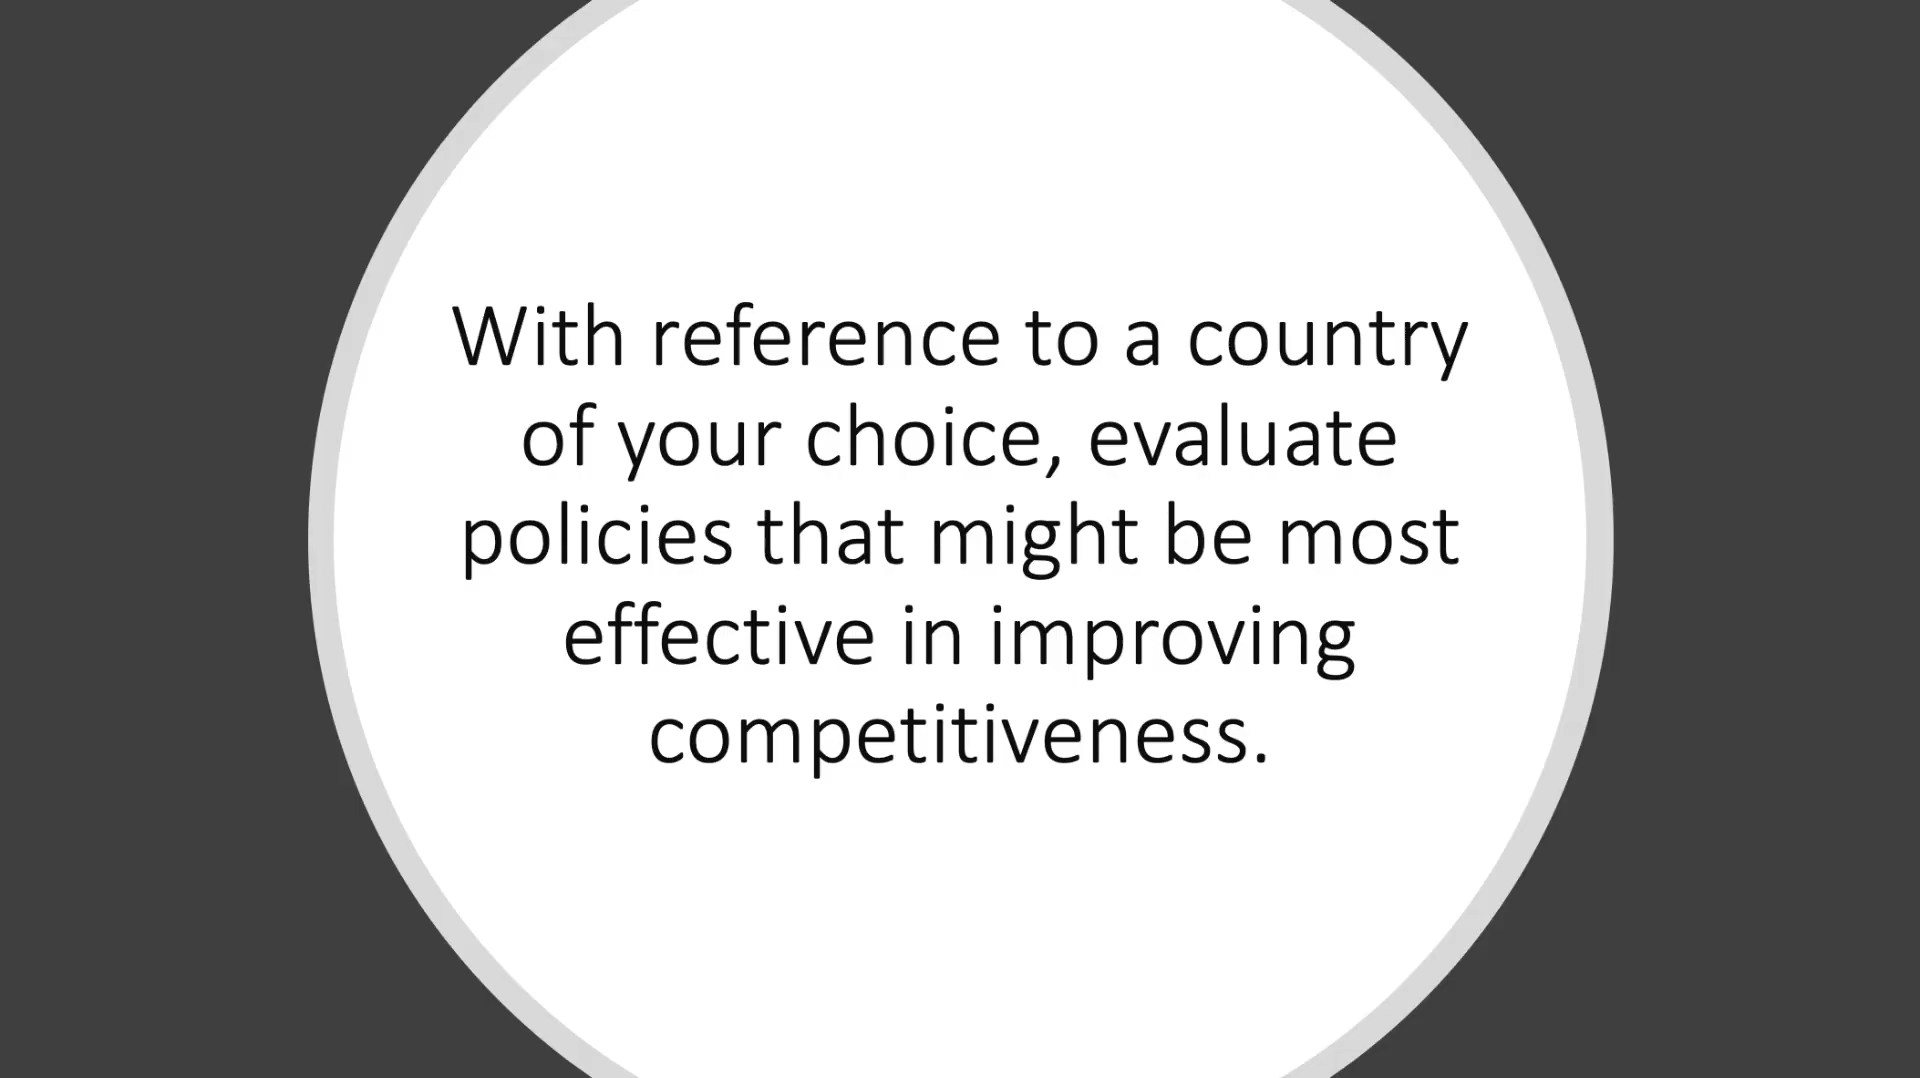 With reference to a country
of your choice, evaluate
policies that might be most
effective in improving
competitiveness.